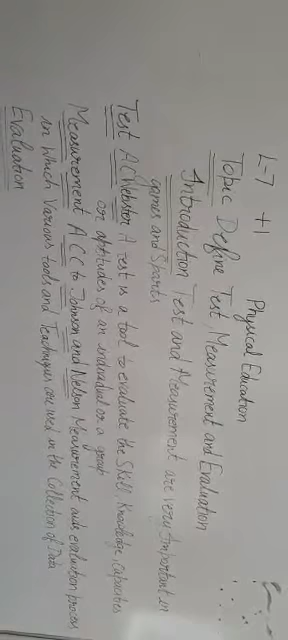 L-7 +1 Physical Education
Topic Define Test, Measurement and Evaluation
Introduction Test and Measurement are very Important in
games and Sports
Test ACWebstor A test is a tool to evaluate the Skill Knowledge, capacities
or aptitudes of an individual or a group
Measurement ACC to Johnson and Nelson Measurement aids evaluation process
in which Various tools and Techniques are used in the Collection of Data
Evaluation